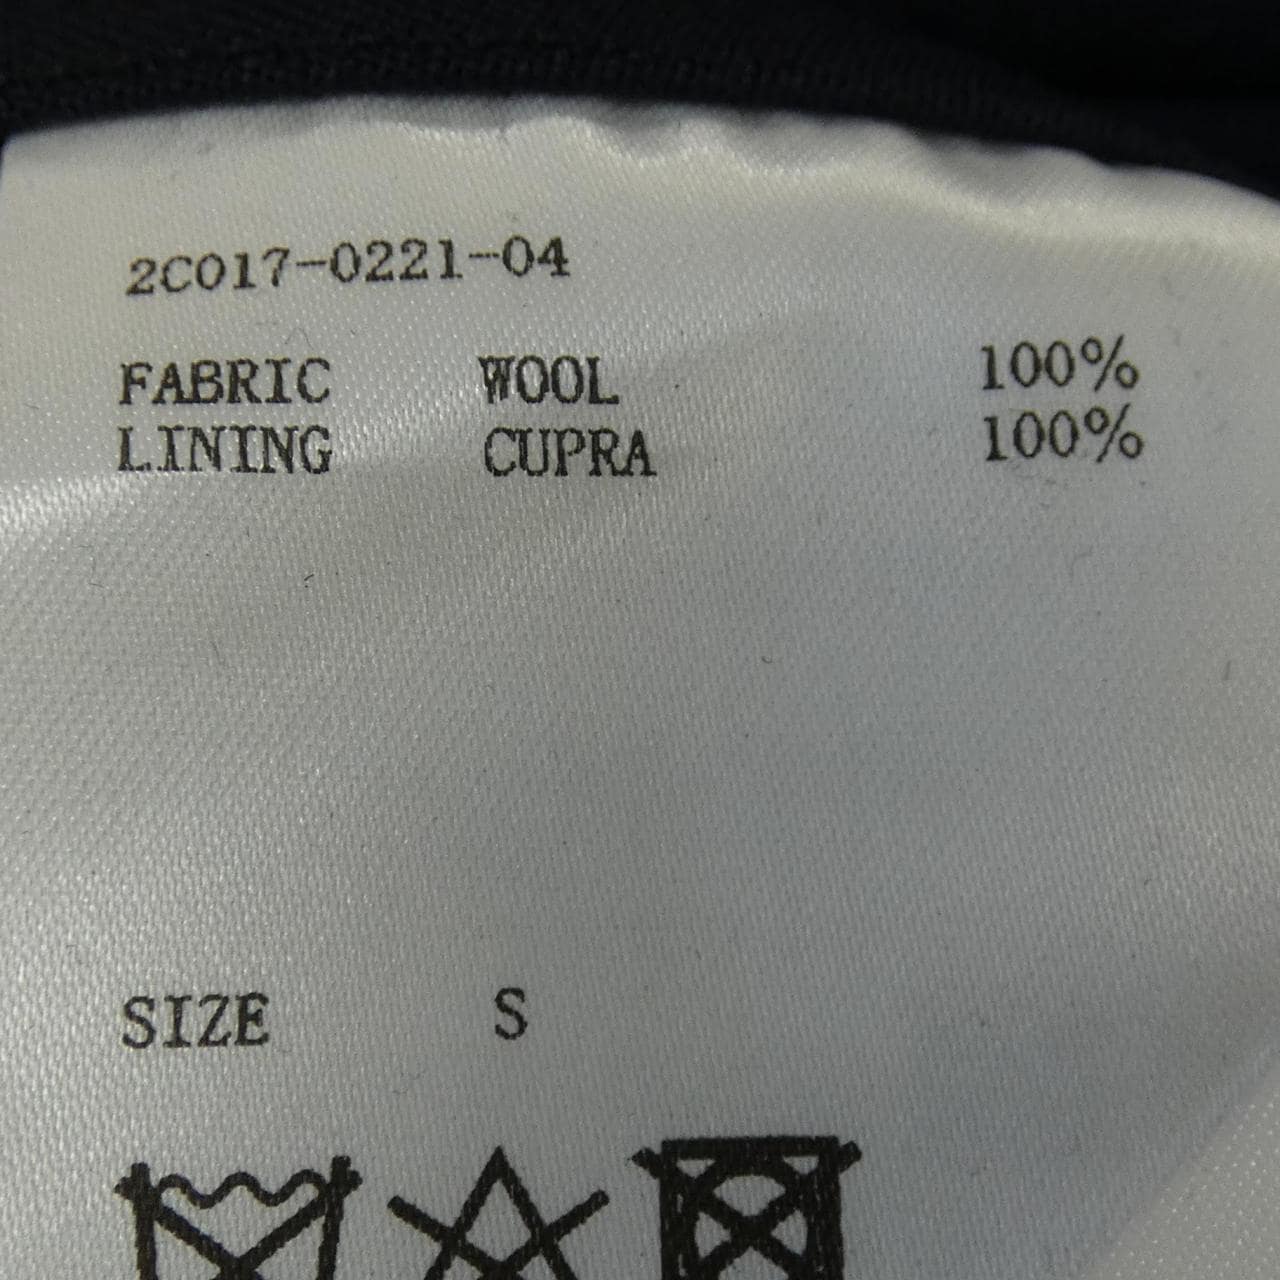 2C017-0221-04
FABRIC WOOL 100%
LINING CUPRA 100%
SIZE S